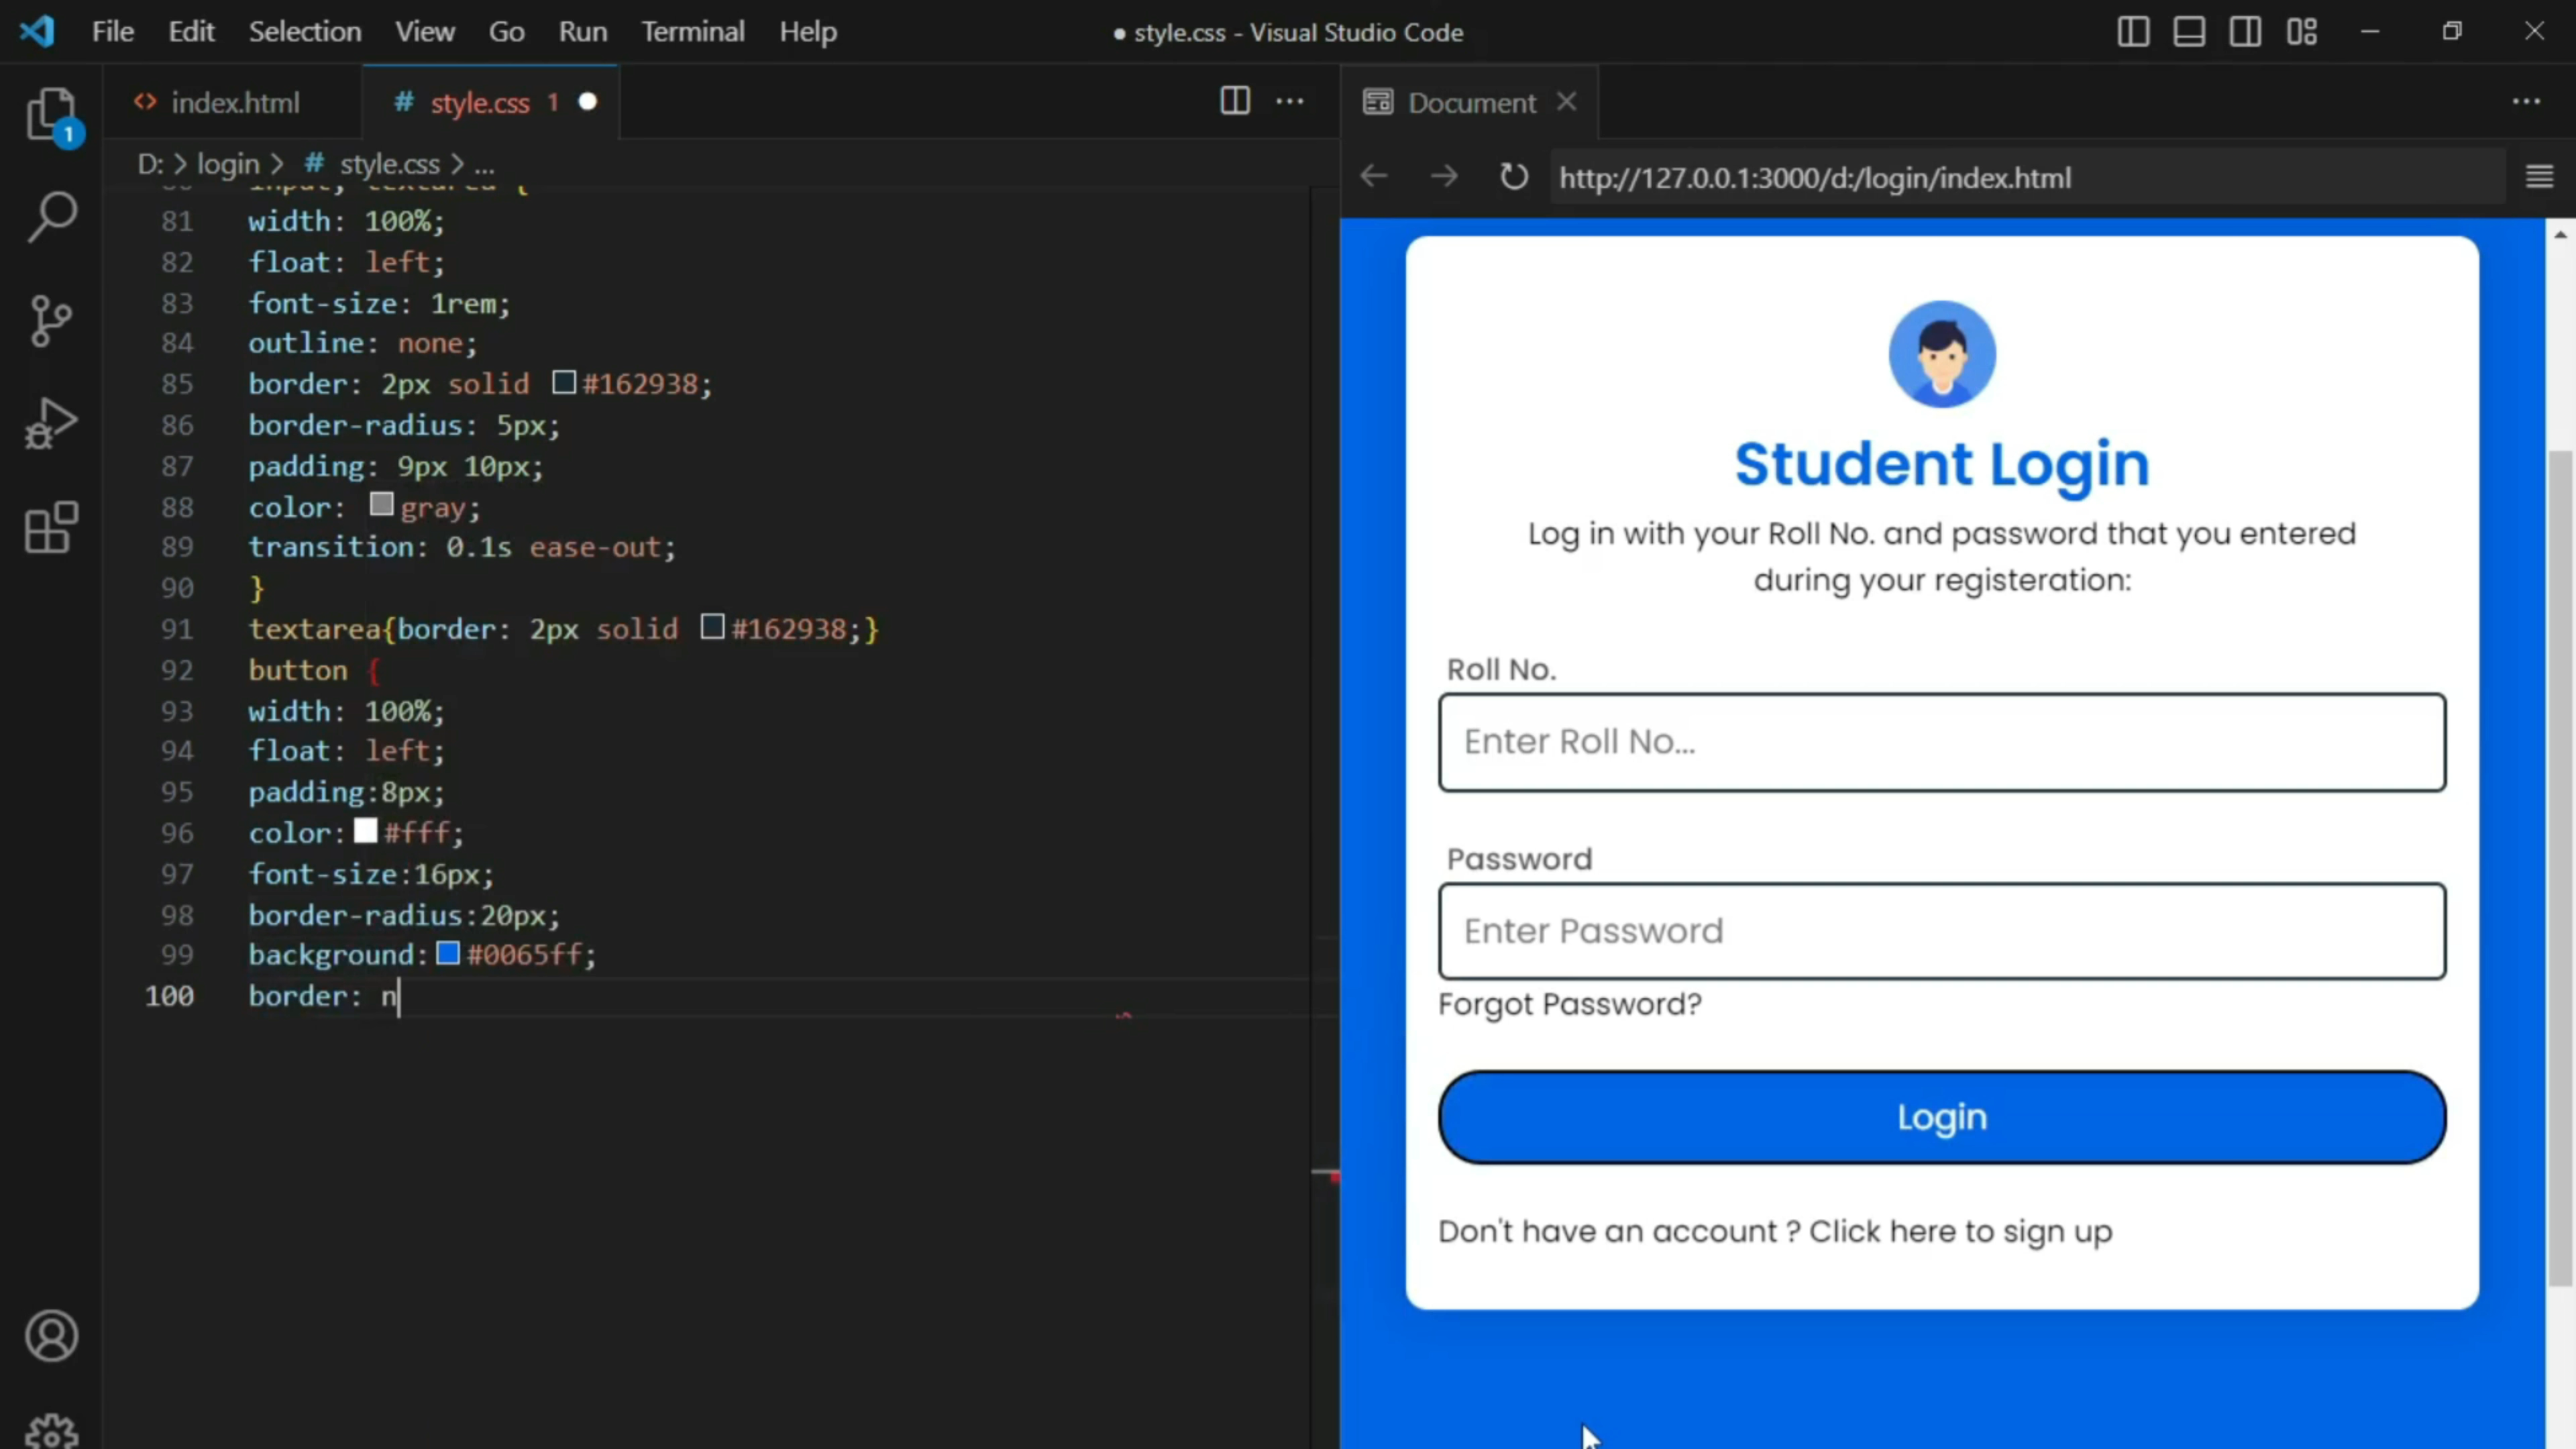 File Edit Selection View Go Run Terminal Help
● style.css - Visual Studio Code
<> index.html
# style.css 1 ●
D: > login > # style.css > ...
input, textarea {
81 width: 100%;
82 float: left;
83 font-size: 1rem;
84 outline: none;
85 border: 2px solid #162938;
86 border-radius: 5px;
87 padding: 9px 10px;
88 color: gray;
89 transition: 0.1s ease-out;
90 }
91 textarea{border: 2px solid #162938;}
92 button {
93 width: 100%;
94 float: left;
95 padding:8px;
96 color:#fff;
97 font-size:16px;
98 border-radius:20px;
99 background:#0065ff;
100 border: n
1
Document
http://127.0.0.1:3000/d:/login/index.html
Student Login
Log in with your Roll No. and password that you entered
during your registeration:
Roll No.
Enter Roll No...
Password
Enter Password
Forgot Password?
Login
Don't have an account ? Click here to sign up